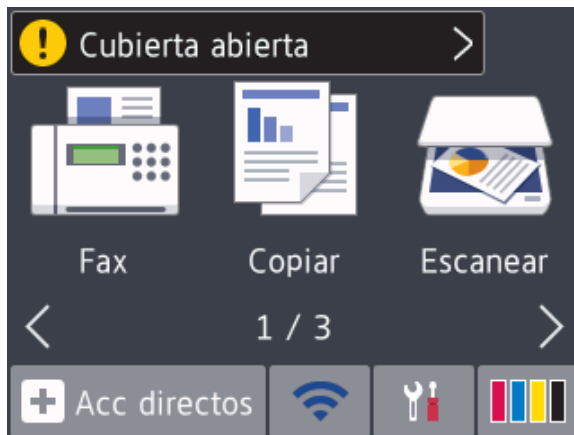 Cubierta abierta
Fax
Copiar
Escanear
1 / 3
Acc directos